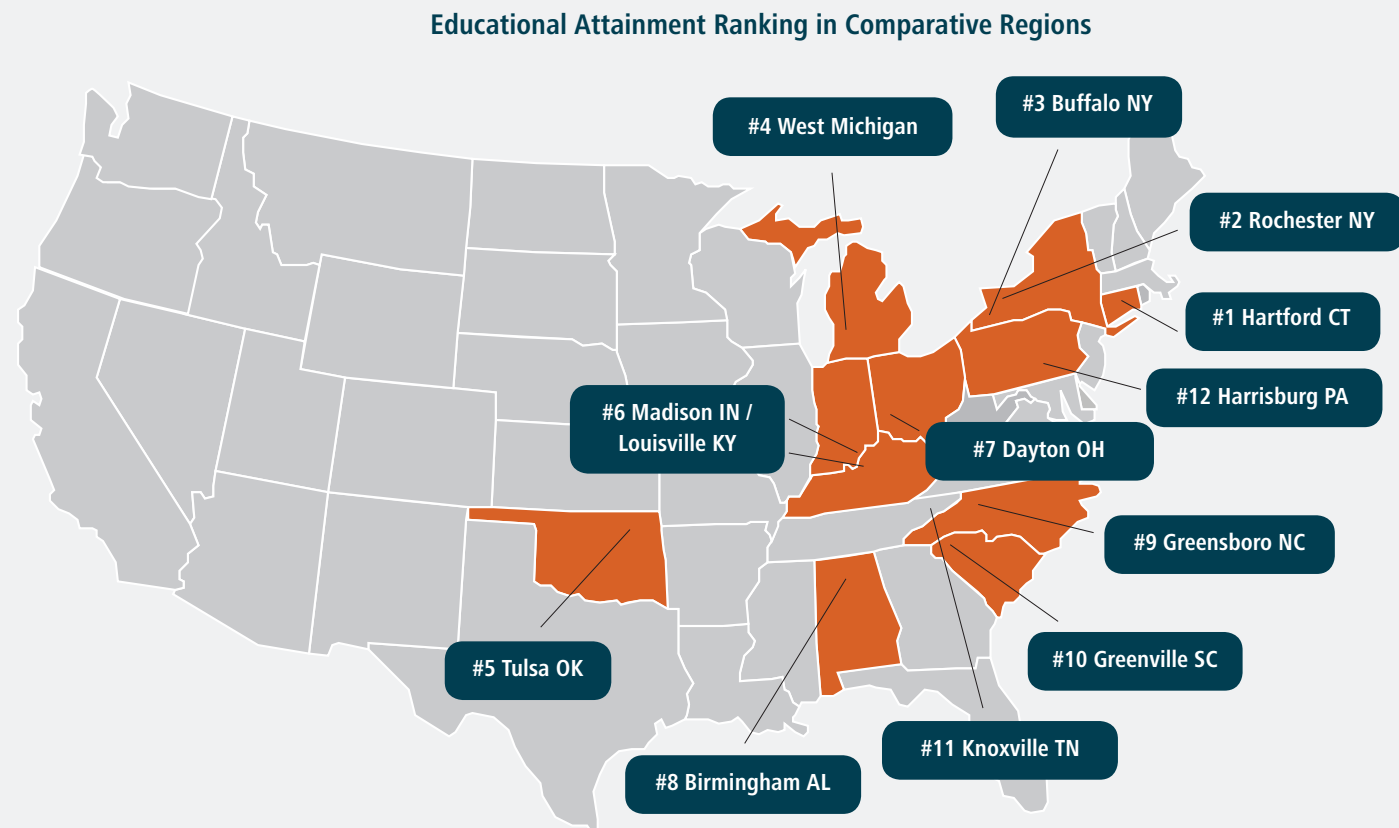 Educational Attainment Ranking in Comparative Regions
#3 Buffalo NY
#4 West Michigan
#2 Rochester NY
#1 Hartford CT
#12 Harrisburg PA
#6 Madison IN /
Louisville KY
#7 Dayton OH
#9 Greensboro NC
#10 Greenville SC
#5 Tulsa OK
#11 Knoxville TN
#8 Birmingham AL